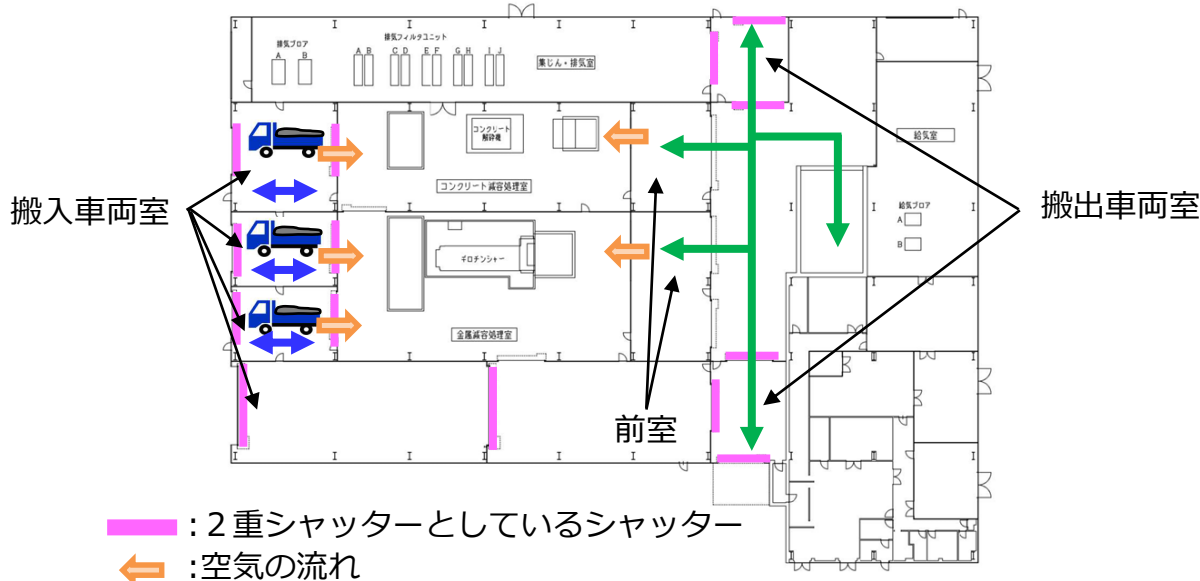 排気ブロア
A B
排気フィルタユニット
A B C D E F G H I J
集じん・排気室
コンクリート
解砕機
コンクリート減容処理室
給気室
給気ブロア
A
B
搬入車両室
搬出車両室
ギロチンシャー
金属減容処理室
前室
:２重シャッターとしているシャッター
:空気の流れ